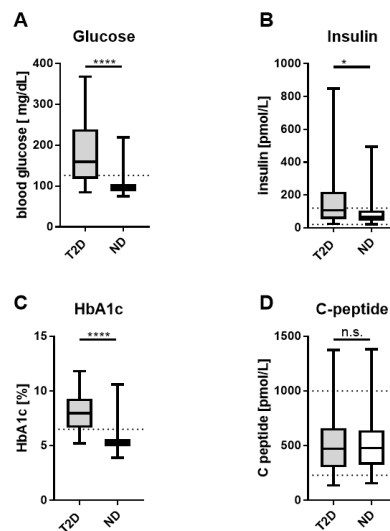 A
Glucose
****
blood glucose [ mg/dL]
400
300
200
100
0
T2D
ND
B
Insulin
*
insulin [pmol/L]
1000
800
600
400
200
0
T2D
ND
C
HbA1c
****
HbA1c [%]
15
10
5
0
T2D
ND
D
C-peptide
n.s.
C peptide [pmol/L]
1500
1000
500
0
T2D
ND